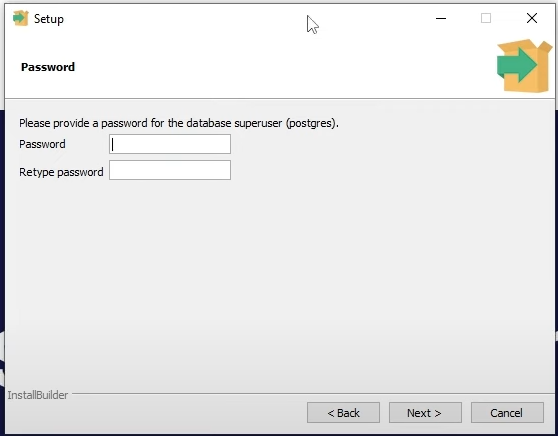 Setup
Password
Please provide a password for the database superuser (postgres).
Password
Retype password
InstallBuilder
< Back
Next >
Cancel